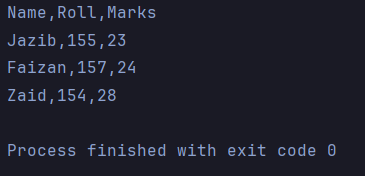 Name,Roll,Marks
Jazib,155,23
Faizan,157,24
Zaid,154,28
Process finished with exit code 0